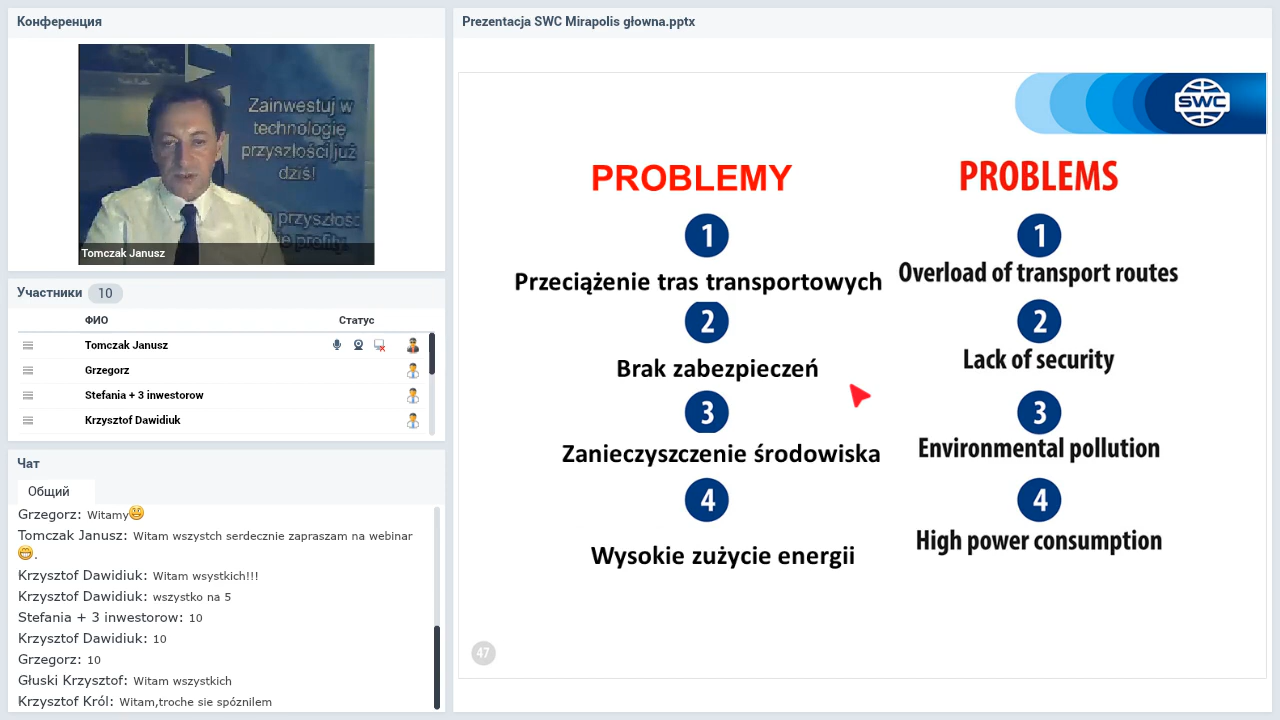 Конференция
Zainwestuj w
technologię
przyszłości już
dziś!
przyszłość
profity.
Tomczak Janusz
Участники 10
ФИО Статус
Tomczak Janusz
Grzegorz
Stefania + 3 inwestorow
Krzysztof Dawidiuk
Чат
Общий
Grzegorz: Witamy
Tomczak Janusz: Witam wszystch serdecznie zapraszam na webinar
.
Krzysztof Dawidiuk: Witam wsystkich!!!
Krzysztof Dawidiuk: wszystko na 5
Stefania + 3 inwestorow: 10
Krzysztof Dawidiuk: 10
Grzegorz: 10
Głuski Krzysztof: Witam wszystkich
Krzysztof Król: Witam,troche sie spóznilem
Prezentacja SWC Mirapolis głowna.pptx
SWC
PROBLEMY
1
Przeciążenie tras transportowych
2
Brak zabezpieczeń
3
Zanieczyszczenie środowiska
4
Wysokie zużycie energii
PROBLEMS
1
Overload of transport routes
2
Lack of security
3
Environmental pollution
4
High power consumption
47